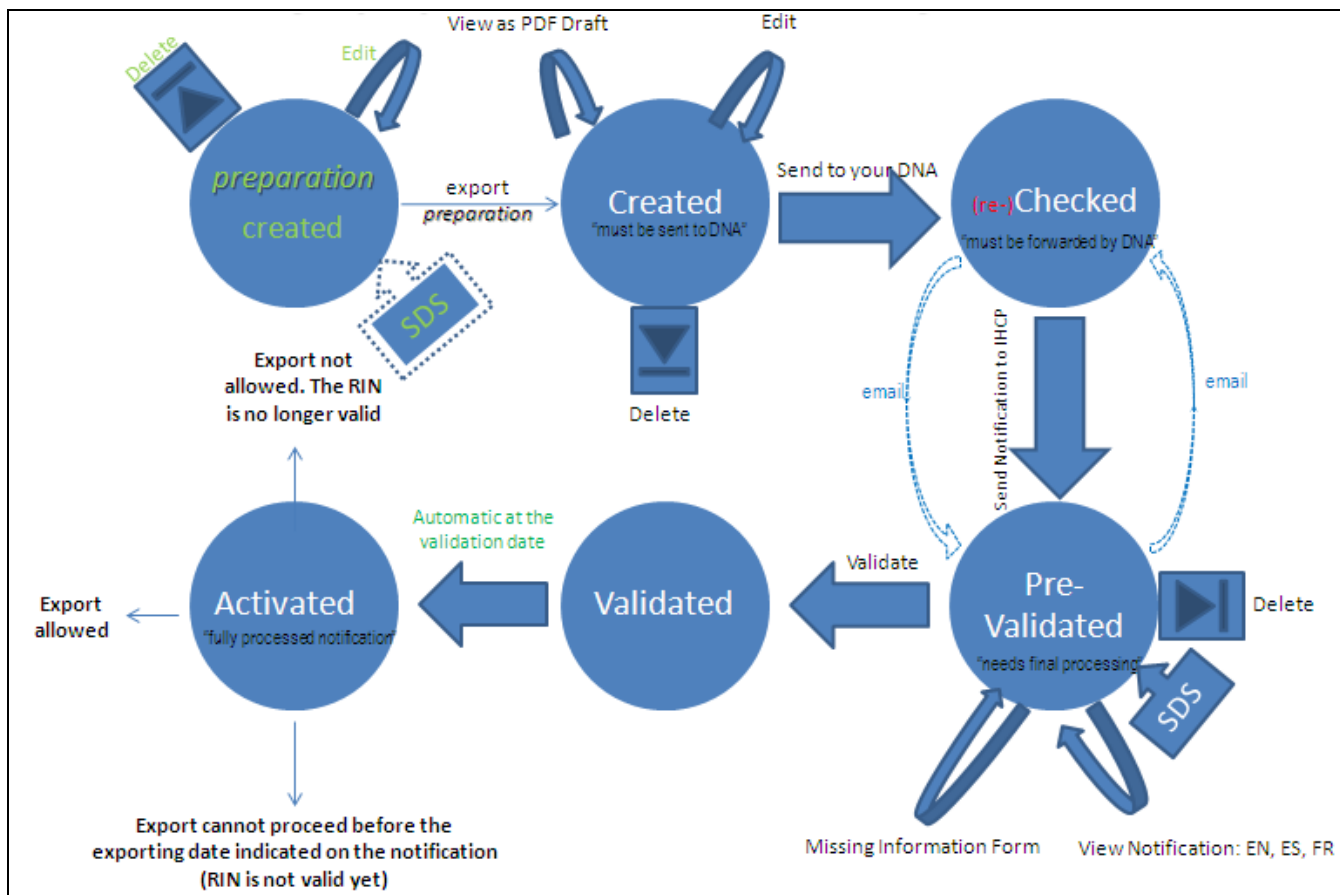 View as PDF Draft
Edit
Delete
Edit
preparation
created
export
preparation
Created
"must be sent to DNA"
Send to your DNA
(re-)Checked
"must be forwarded by DNA"
SDS
Delete
Export not
allowed. The RIN
is no longer valid
email
Send Notification to IHCP
email
Automatic at the
validation date
Validate
Activated
"fully processed notification"
Validated
Pre-
Validated
"needs final processing"
Delete
SDS
Export
allowed
Export cannot proceed before the
exporting date indicated on the notification
(RIN is not valid yet)
Missing Information Form
View Notification: EN, ES, FR